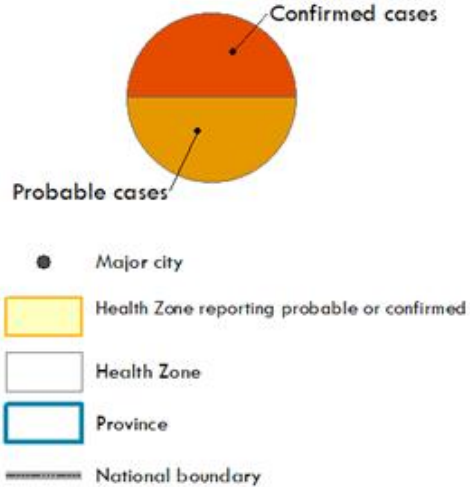 Confirmed cases
Probable cases
Major city
Health Zone reporting probable or confirmed
Health Zone
Province
National boundary